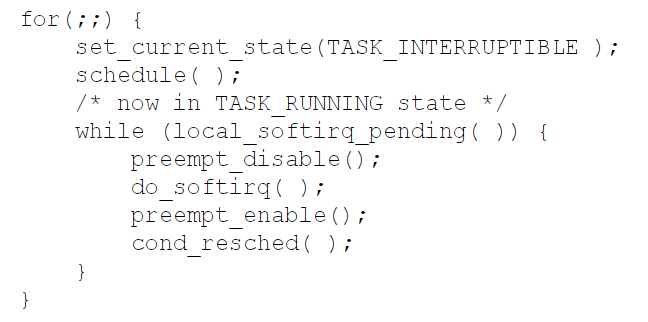 for(;;) {
    set_current_state(TASK_INTERRUPTIBLE );
    schedule( );
    /* now in TASK_RUNNING state */
    while (local_softirq_pending( )) {
        preempt_disable();
        do_softirq( );
        preempt_enable();
        cond_resched( );
    }
}